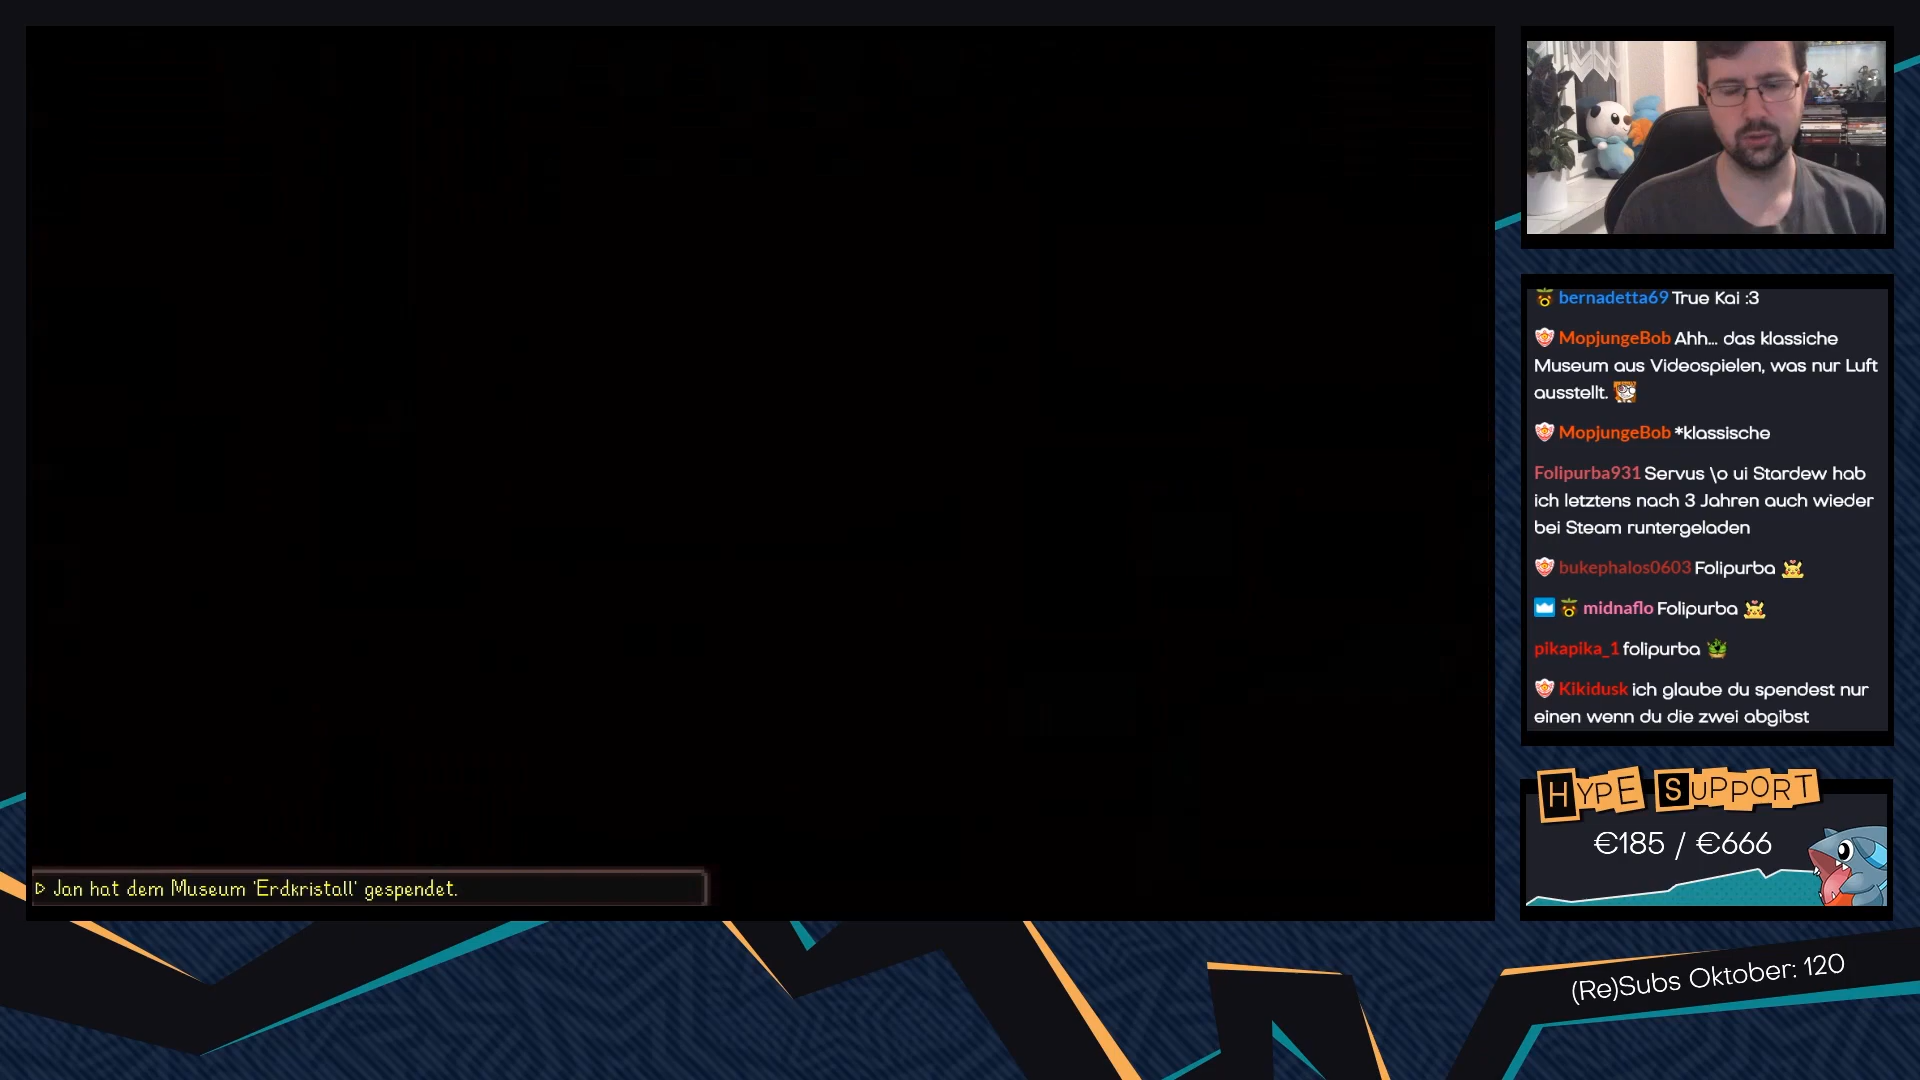 bernadetta69 True Kai :3
MopjungeBob Ahh... das klassiche
Museum aus Videospielen, was nur Luft
ausstellt.
MopjungeBob *klassische
Folipurba931 Servus \o ui Stardew hab
ich letztens nach 3 Jahren auch wieder
bei Steam runtergeladen
bukephalos0603 Folipurba
midnaflo Folipurba
pikapika_1 folipurba
Kikidusk ich glaube du spendest nur
einen wenn du die zwei abgibst
HYPE SUPPORT
€185 / €666
Jan hat dem Museum 'Erdkristall' gespendet.
(Re)Subs Oktober: 120